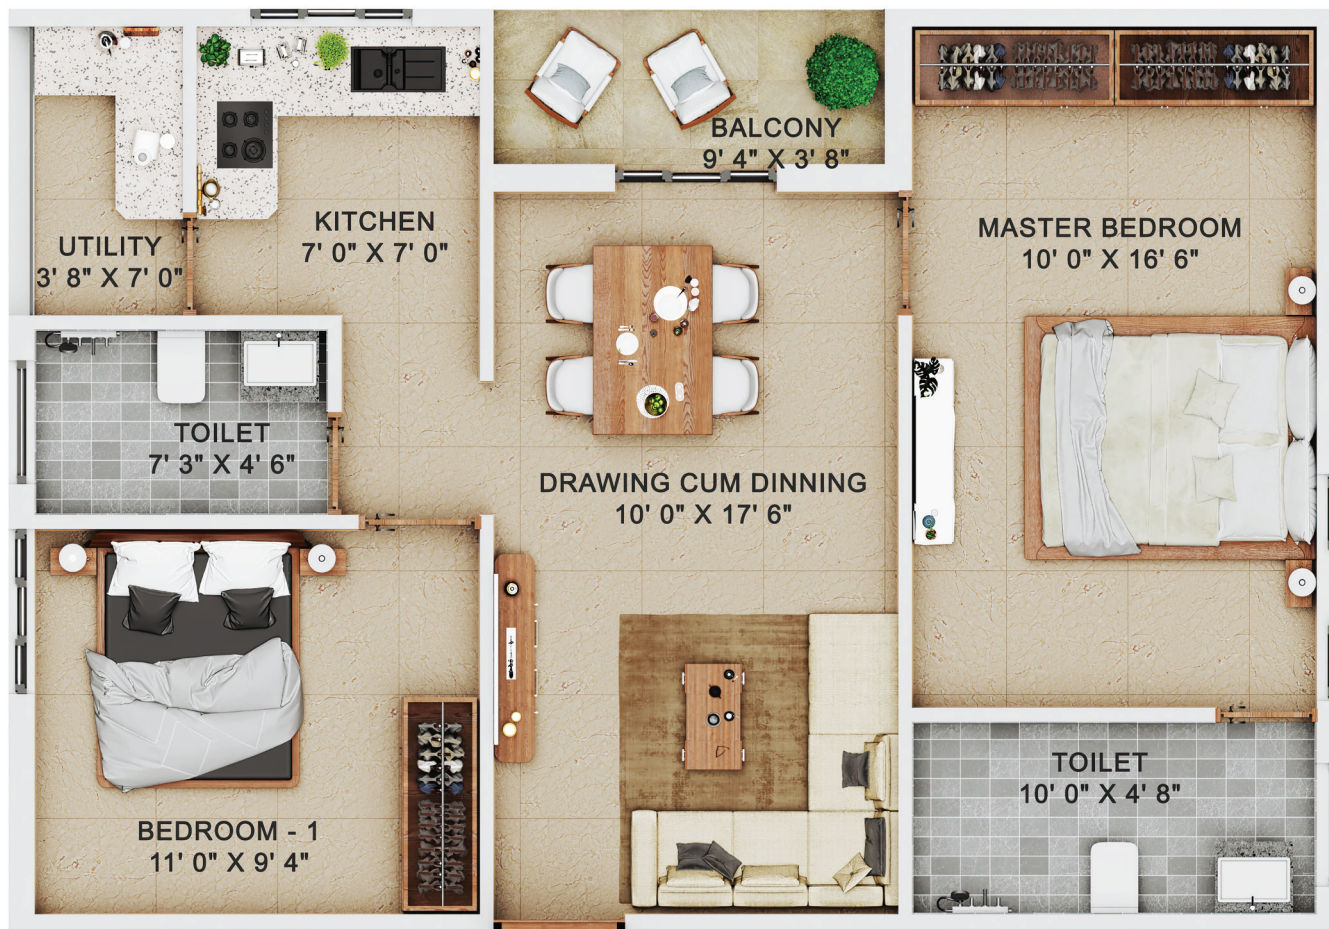 BALCONY
9' 4" X 3' 8"
KITCHEN
7' 0" X 7' 0"
UTILITY
3' 8" X 7' 0"
MASTER BEDROOM
10' 0" X 16' 6"
TOILET
7' 3" X 4' 6"
DRAWING CUM DINNING
10' 0" X 17' 6"
TOILET
10' 0" X 4' 8"
BEDROOM - 1
11' 0" X 9' 4"